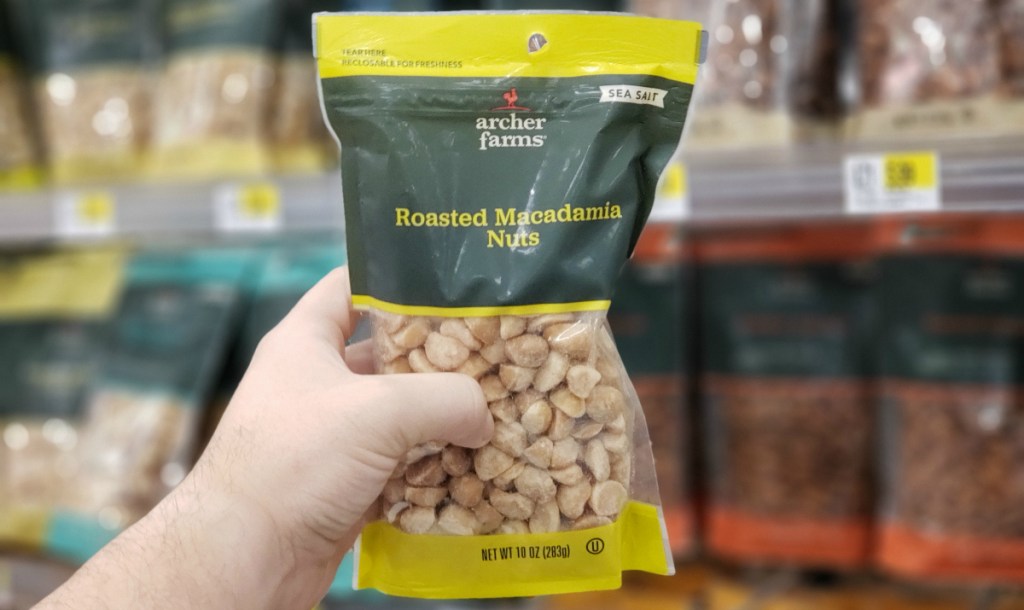 TEAR HERE
RECLOSABLE FOR FRESHNESS
SEA SALT
archer
farms®
Roasted Macadamia
Nuts
NET WT 10 OZ (283g)
U